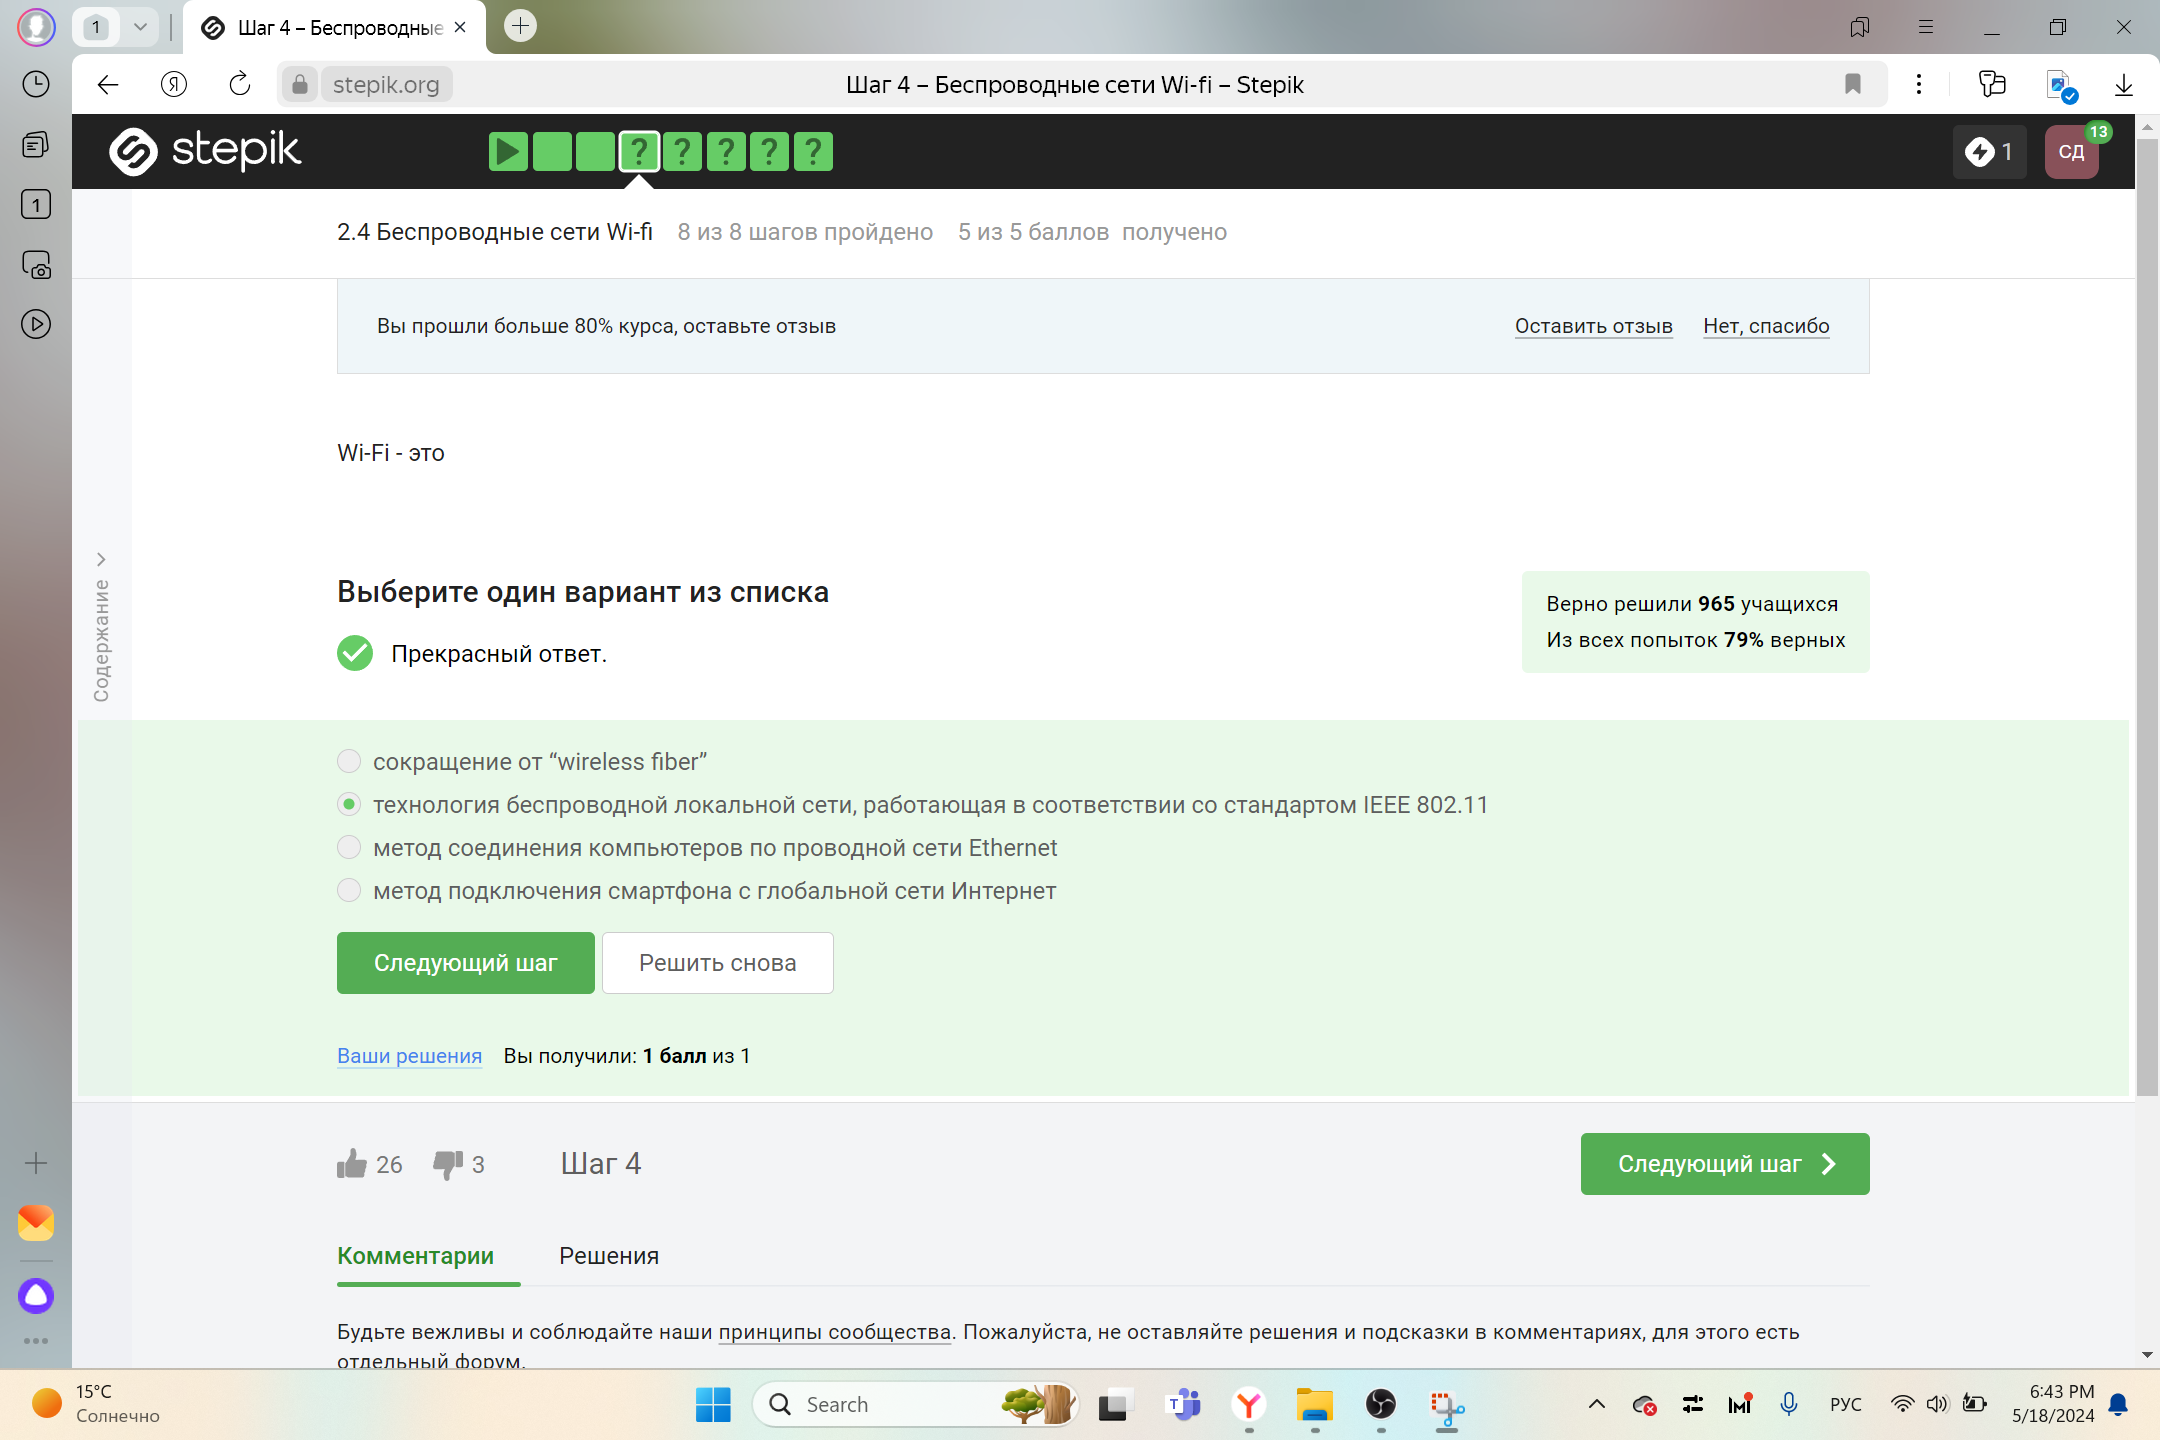 1
Шаг 4 – Беспроводные
stepik.org
Шаг 4 – Беспроводные сети Wi-fi – Stepik
1
stepik
? ? ? ? ?
1
СД
13
2.4 Беспроводные сети Wi-fi 8 из 8 шагов пройдено 5 из 5 баллов получено
Вы прошли больше 80% курса, оставьте отзыв
Оставить отзыв
Нет, спасибо
Wi-Fi - это
Содержание
Выберите один вариант из списка
Прекрасный ответ.
Верно решили 965 учащихся
Из всех попыток 79% верных
сокращение от “wireless fiber”
технология беспроводной локальной сети, работающая в соответствии со стандартом IEEE 802.11
метод соединения компьютеров по проводной сети Ethernet
метод подключения смартфона с глобальной сети Интернет
Следующий шаг
Решить снова
Ваши решения Вы получили: 1 балл из 1
26
3
Шаг 4
Следующий шаг
Комментарии
Решения
Будьте вежливы и соблюдайте наши принципы сообщества. Пожалуйста, не оставляйте решения и подсказки в комментариях, для этого есть
отдельный форум.
15°C
Солнечно
Search
РУС
6:43 PM
5/18/2024